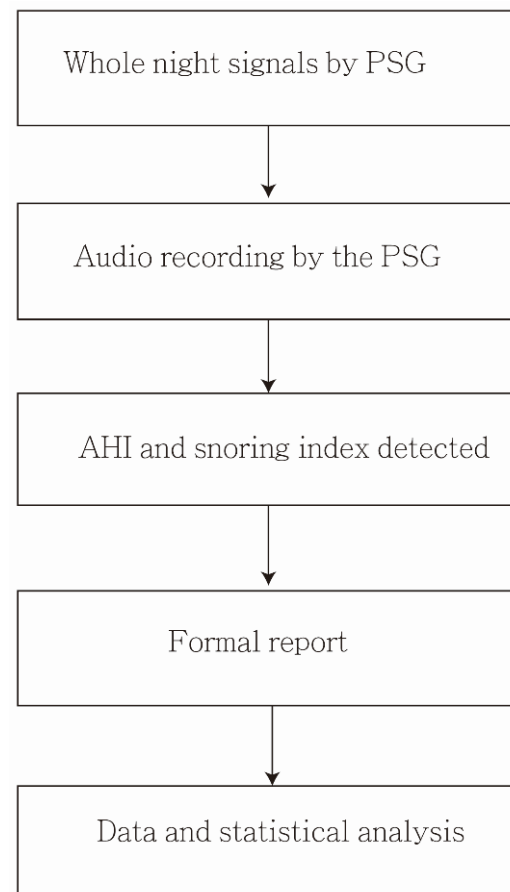 Whole night signals by PSG
Audio recording by the PSG
AHI and snoring index detected
Formal report
Data and statistical analysis